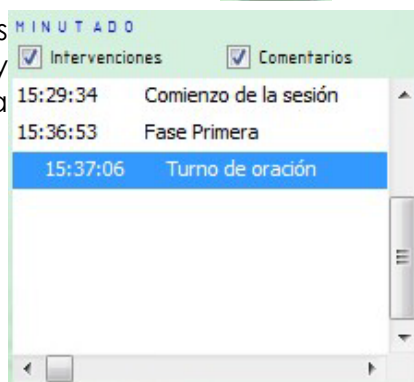 s MINUTADO
Intervenciones Comentarios
y
a 15:29:34 Comienzo de la sesión
15:36:53 Fase Primera
15:37:06 Turno de oración